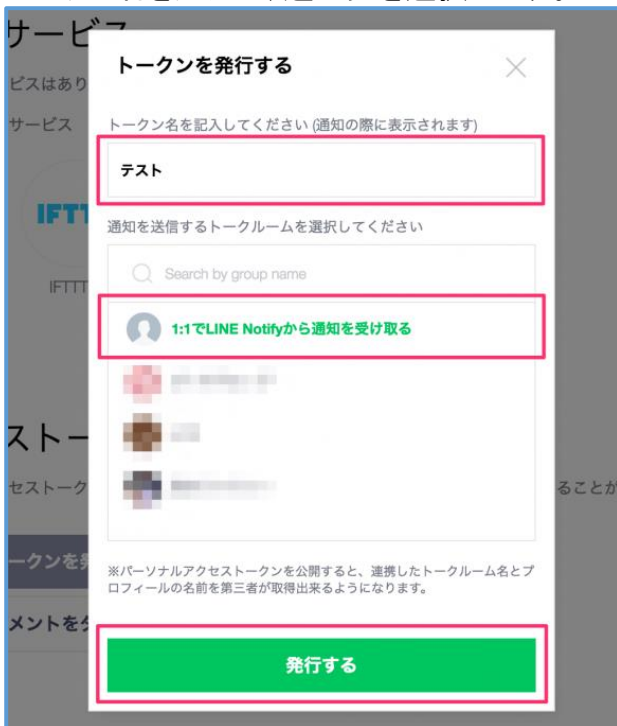 サービス
トークンを発行する
ビスはあり
サービス
トークン名を記入してください (通知の際に表示されます)
テスト
IFTT
通知を送信するトークルームを選択してください
Search by group name
IFTTT
1:1でLINE Notifyから通知を受け取る
ストー
セストーク
ることが
ークンを発
※パーソナルアクセストークンを公開すると、連携したトークルーム名とプ
ロフィールの名前を第三者が取得出来るようになります。
メントを
発行する